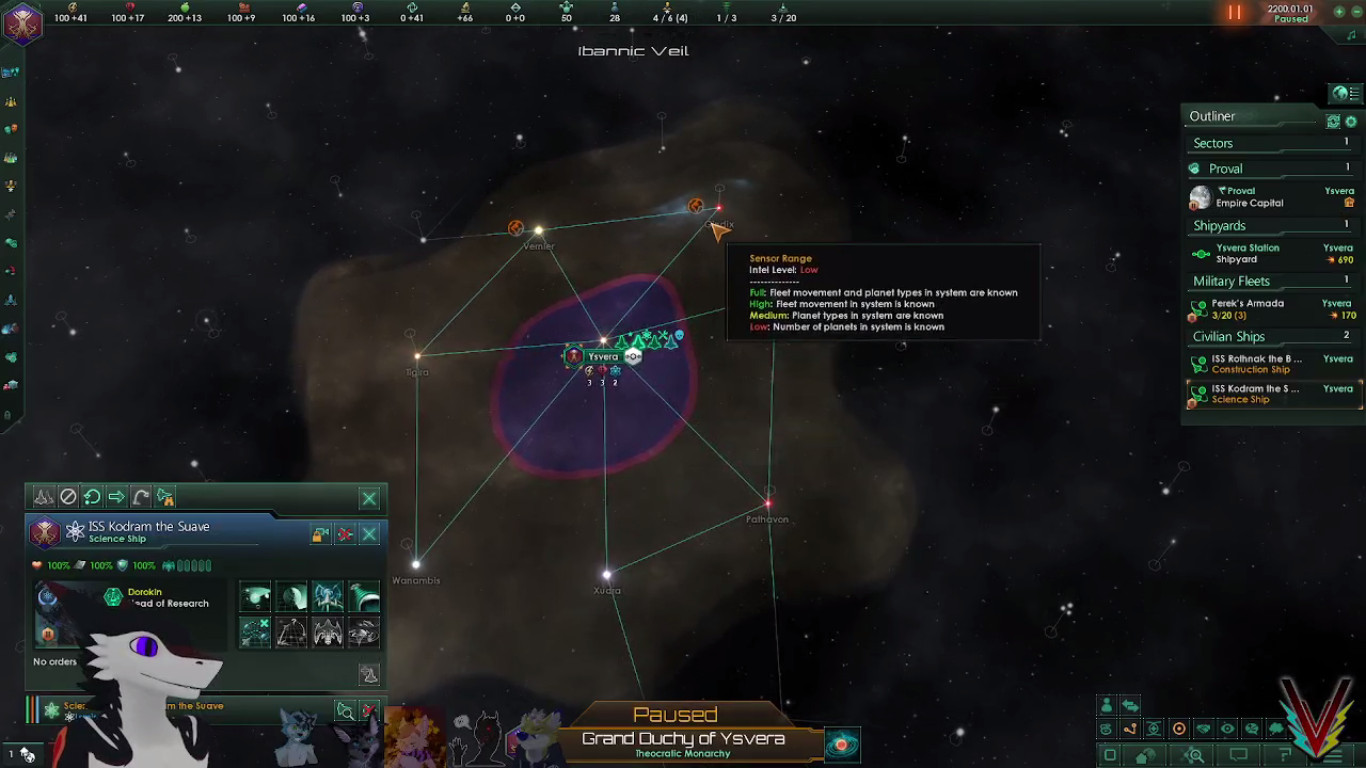 100 +41
100 +17
200 +13
100 +9
100 +16
100 +3
0 +41
+66
0 +0
50
28
4 / 6 (4)
1 / 3
3 / 20
2200.01.01
Paused
Ibannic Veil
Outliner
Sectors 1
Proval 1
Proval Ysvera
Empire Capital
Shipyards 1
Ysvera Station Ysvera
Shipyard 690
Military Fleets 1
Perek's Armada Ysvera
3/20 (3) 170
Civilian Ships 2
ISS Rothnak the B ... Ysvera
Construction Ship
ISS Kodram the S ... Ysvera
Science Ship
Vernier
Sensor Range
Intel Level: Low
--------------
Full: Fleet movement and planet types in system are known
High: Fleet movement in system is known
Medium: Planet types in system are known
Low: Number of planets in system is known
Ysvera
3 3 2
Pathavon
Wanambis
Xudra
ISS Kodram the Suave
Science Ship
100% 100% 100%
Dorokin
Head of Research
No orders
the Suave
1
Paused
Grand Duchy of Ysvera
Theocratic Monarchy
V